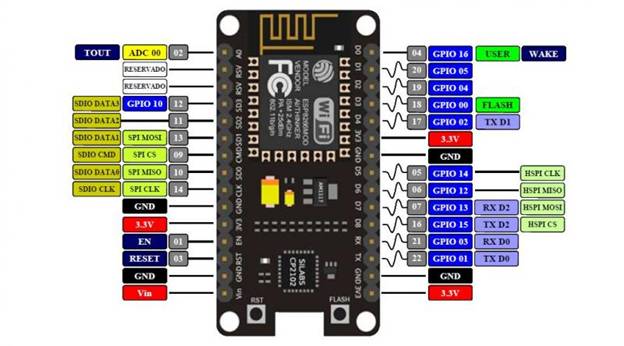 TOUT ADC 00 02 A0
RESERVADO RSV
RESERVADO RSV
SDIO DATA3 GPIO 10 12 SD3
SDIO DATA2 11 SD2
SDIO DATA1 SPI MOSI 13 SD1
SDIO CMD SPI CS 09 CMD
SDIO DATA0 SPI MISO 10 SD0
SDIO CLK SPI CLK 14 CLK
GND GND
3.3V 3V3
EN 01 EN
RESET 03 RST
GND GND
Vin Vin
MODEL
VENDOR
ESP8266MOD
AI/THINKER
ISM 2.4GHz
PA +25dBm
802.11b/g/n
FC
WiFi
AM1117
SILABS
CP2102
RST
FLASH
D0 04 GPIO 16 USER WAKE
D1 20 GPIO 05
D2 19 GPIO 04
D3 18 GPIO 00 FLASH
D4 17 GPIO 02 TX D1
3V3 3.3V
GND GND
D5 05 GPIO 14 HSPI CLK
D6 06 GPIO 12 HSPI MISO
D7 07 GPIO 13 RX D2 HSPI MOSI
D8 16 GPIO 15 TX D2 HSPI CS
RX 21 GPIO 03 RX D0
TX 22 GPIO 01 TX D0
GND GND
3V3 3.3V